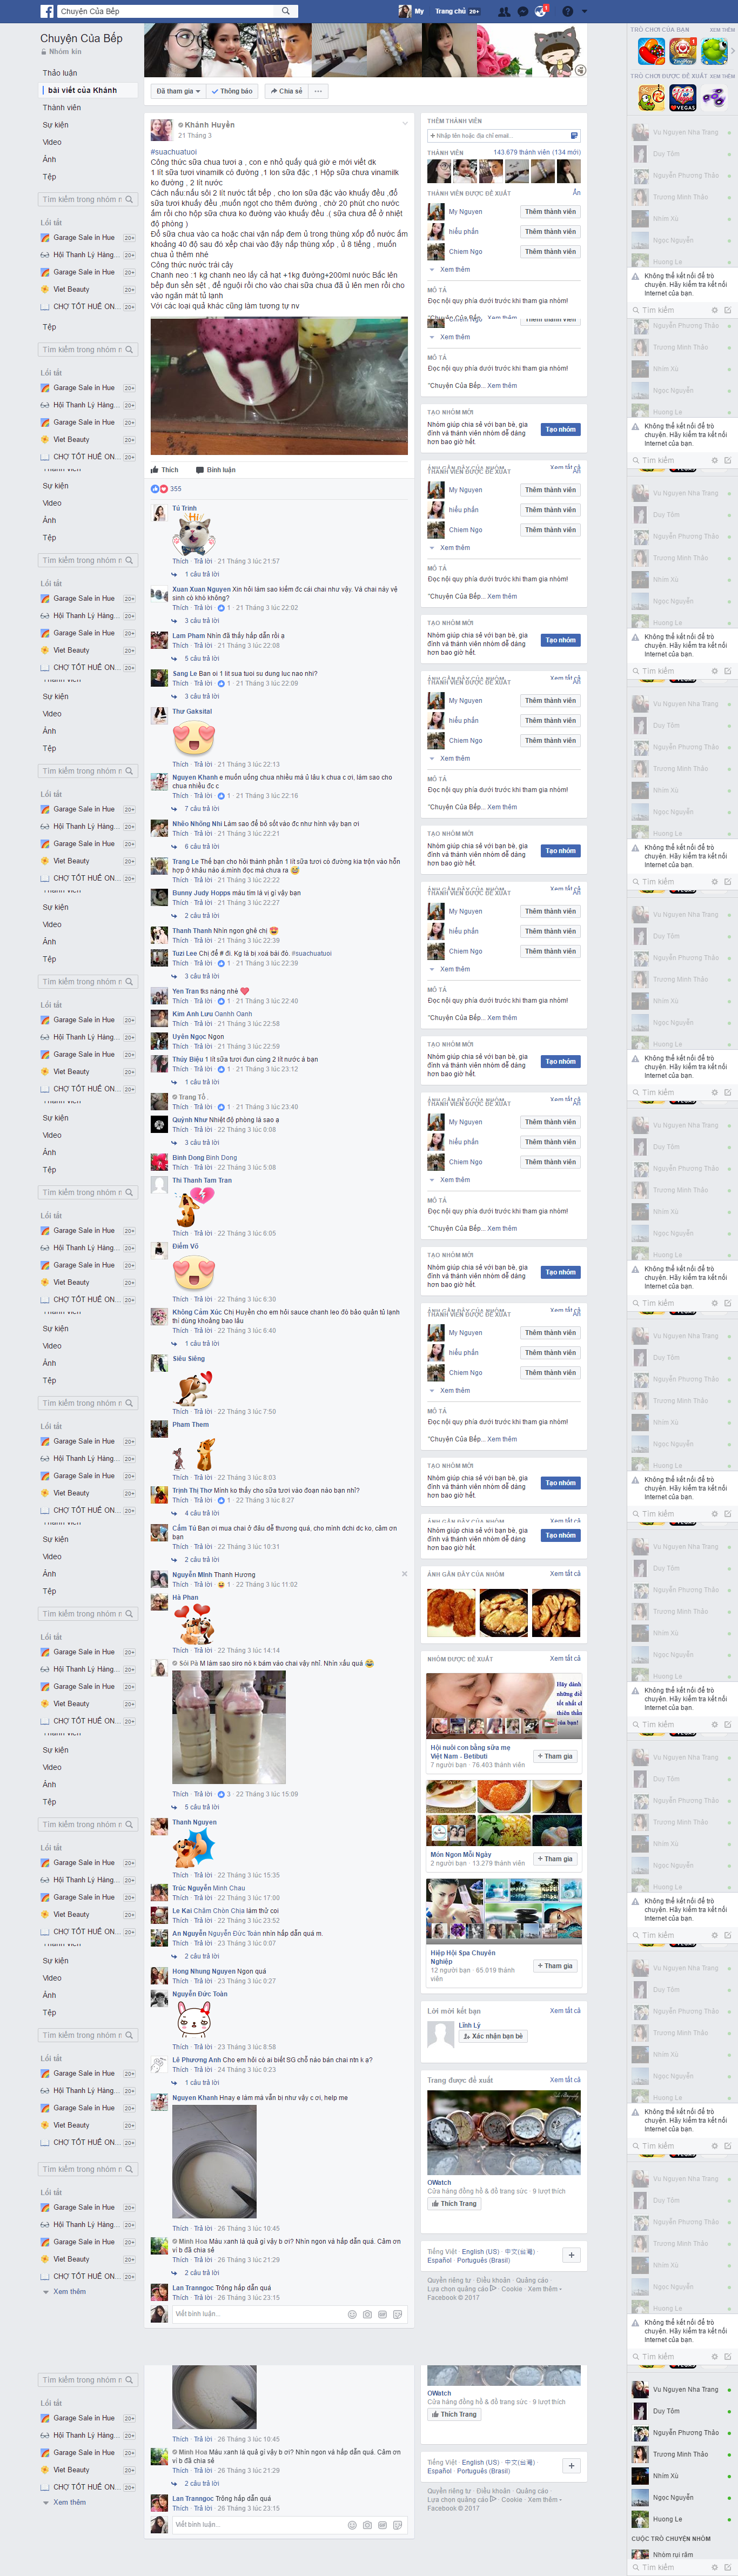 Chuyện Của Bếp
My
Trang chủ 20+
Chuyện Của Bếp
Nhóm kín
Thảo luận
bài viết của Khánh
Thành viên
Sự kiện
Video
Ảnh
Tệp
Tìm kiếm trong nhóm n
Lối tắt
Garage Sale in Hue 20+
Hội Thanh Lý Hàng... 20+
Garage Sale in Hue 20+
Viet Beauty 20+
CHỢ TỐT HUẾ ON... 20+
Đã tham gia
Thông báo
Chia sẻ
Khánh Huyền
21 Tháng 3
#suachuatuoi
Công thức sữa chua tươi ạ , con e nhỏ quấy quá giờ e mới viết dk
1 lít sữa tươi vinamilk có đường ,1 lon sữa đặc ,1 Hộp sữa chua vinamilk
ko đường , 2 lít nước
Cách nấu nấu sôi 2 lít nước tắt bếp , cho lon sữa đặc vào khuấy đều ,đổ
sữa tươi khuấy đều ,muốn ngọt cho thêm đường , chờ 20 phút cho nước
ấm rồi cho hộp sữa chua ko đường vào khuấy đều .( sữa chua để ở nhiệt
độ phòng )
Đổ sữa chua vào ca hoặc chai vặn nắp đem ủ trong thùng xốp đổ nước ấm
khoảng 40 độ sau đó xếp chai vào đậy nắp thùng xốp , ủ 8 tiếng , muốn
chua ủ thêm nhé
Công thức nước trái cây
Chanh neo :1 kg chanh neo lấy cả hạt +1kg đường+200ml nước Bắc lên
bếp đun sến sệt , để nguội rồi cho vào chai sữa chua đã ủ lên men rồi cho
vào ngăn mát tủ lạnh
Với các loại quả khác cũng làm tương tự nv
Thích Bình luận
355
Tú Trinh
Thích · Trả lời · 21 Tháng 3 lúc 21:57
1 câu trả lời
Xuan Xuan Nguyen Xin hỏi làm sao kiếm đc cái chai như vậy. Và chai này vệ
sinh có khó không?
Thích · Trả lời · 1 · 21 Tháng 3 lúc 22:02
3 câu trả lời
Lam Pham Nhìn đã thấy hấp dẫn rồi ạ
Thích · Trả lời · 21 Tháng 3 lúc 22:08
5 câu trả lời
Sang Le Ban oi 1 lit sua tuoi su dung luc nao nhi?
Thích · Trả lời · 1 · 21 Tháng 3 lúc 22:09
3 câu trả lời
Thư Gaksital
Thích · Trả lời · 21 Tháng 3 lúc 22:13
Nguyen Khanh e muốn uống chua nhiều mà ủ lâu k chua c ơi, làm sao cho
chua nhiều đc c
Thích · Trả lời · 1 · 21 Tháng 3 lúc 22:16
7 câu trả lời
Nhẽo Nhống Nhí Làm sao để bỏ sốt vào đc như hình vậy bạn ơi
Thích · Trả lời · 21 Tháng 3 lúc 22:21
6 câu trả lời
Trang Le Thế bạn cho hỏi thành phần 1 lít sữa tươi có đường kia trộn vào hỗn
hợp ở khâu nào ạ.mình đọc mà chưa ra
Thích · Trả lời · 21 Tháng 3 lúc 22:22
Bunny Judy Hopps màu tím là vị gì vậy bạn
Thích · Trả lời · 21 Tháng 3 lúc 22:27
2 câu trả lời
Thanh Thanh Nhìn ngon ghê chị
Thích · Trả lời · 21 Tháng 3 lúc 22:39
Tuzi Lee Chị để # đi. Kg là bị xoá bài đó. #suachuatuoi
Thích · Trả lời · 1 · 21 Tháng 3 lúc 22:39
3 câu trả lời
Yen Tran tks nàng nhé
Thích · Trả lời · 1 · 21 Tháng 3 lúc 22:40
Kim Anh Lưu Oanhh Oanh
Thích · Trả lời · 21 Tháng 3 lúc 22:58
Uyên Ngọc Ngon
Thích · Trả lời · 21 Tháng 3 lúc 22:59
Thúy Biệu 1 lít sữa tươi đun cùng 2 lít nước à bạn
Thích · Trả lời · 1 · 21 Tháng 3 lúc 23:12
1 câu trả lời
Trang Tồ .
Thích · Trả lời · 1 · 21 Tháng 3 lúc 23:40
Quỳnh Như Nhiệt độ phòng là sao ạ
Thích · Trả lời · 22 Tháng 3 lúc 0:08
3 câu trả lời
Binh Dong Binh Dong
Thích · Trả lời · 22 Tháng 3 lúc 5:08
Thi Thanh Tam Tran
Thích · Trả lời · 22 Tháng 3 lúc 6:05
Diễm Võ
Thích · Trả lời · 22 Tháng 3 lúc 6:30
Không Cảm Xúc Chị Huyền cho em hỏi sauce chanh leo đó bảo quản tủ lạnh
thì dùng khoảng bao lâu
Thích · Trả lời · 22 Tháng 3 lúc 6:40
1 câu trả lời
Siêu Siêng
Thích · Trả lời · 22 Tháng 3 lúc 7:50
Pham Them
Thích · Trả lời · 22 Tháng 3 lúc 8:03
Trịnh Thị Thơ Mình ko thấy cho sữa tươi vào đoạn nào bạn nhỉ?
Thích · Trả lời · 1 · 22 Tháng 3 lúc 8:27
4 câu trả lời
Cẩm Tú Bạn ơi mua chai ở đâu dễ thương quá, cho mình dchi dc ko, cảm ơn
bạn
Thích · Trả lời · 22 Tháng 3 lúc 10:31
2 câu trả lời
Nguyễn Minh Thanh Hương
Thích · Trả lời · 1 · 22 Tháng 3 lúc 11:02
Hà Phan
Thích · Trả lời · 22 Tháng 3 lúc 14:14
Sói Pà M làm sao siro nó k bám vào chai vậy nhỉ. Nhìn xấu quá
Thích · Trả lời · 3 · 22 Tháng 3 lúc 15:09
5 câu trả lời
Thanh Nguyen
Thích · Trả lời · 22 Tháng 3 lúc 15:35
Trúc Nguyễn Minh Chau
Thích · Trả lời · 22 Tháng 3 lúc 17:00
Le Kai Chăm Chỉn Chia làm thử coi
Thích · Trả lời · 22 Tháng 3 lúc 23:52
An Nguyễn Nguyễn Đức Toàn nhìn hấp dẫn quá m.
Thích · Trả lời · 23 Tháng 3 lúc 0:07
2 câu trả lời
Hong Nhung Nguyen Ngon quá
Thích · Trả lời · 23 Tháng 3 lúc 0:27
Nguyễn Đức Toàn
Thích · Trả lời · 23 Tháng 3 lúc 8:58
Lê Phương Anh Cho em hỏi có ai biết SG chỗ nào bán chai ntn k ạ?
Thích · Trả lời · 24 Tháng 3 lúc 0:23
1 câu trả lời
Nguyen Khanh Hnay e làm mà vẫn bị như vậy c ơi, help me
Thích · Trả lời · 26 Tháng 3 lúc 10:45
Minh Hoa Màu xanh là quả gì vậy b ơi? Nhìn ngon và hấp dẫn quá. Cảm ơn
vì b đã chia sẻ
Thích · Trả lời · 26 Tháng 3 lúc 21:29
2 câu trả lời
Lan Tranngoc Trông hấp dẫn quá
Thích · Trả lời · 26 Tháng 3 lúc 23:15
Viết bình luận...
THÊM THÀNH VIÊN
+ Nhập tên hoặc địa chỉ email...
THÀNH VIÊN 143.679 thành viên (134 mới)
THÀNH VIÊN ĐƯỢC ĐỀ XUẤT Ẩn
My Nguyen Thêm thành viên
hiếu phấn Thêm thành viên
Chiem Ngo Thêm thành viên
Xem thêm
MÔ TẢ
Đọc nội quy phía dưới trước khi tham gia nhóm!
"Chuyện Của Bếp... Xem thêm
TẠO NHÓM MỚI
Nhóm giúp chia sẻ với bạn bè, gia
đình và thành viên nhóm dễ dàng
hơn bao giờ hết.
Tạo nhóm
ẢNH GẦN ĐÂY CỦA NHÓM Xem tất cả
NHÓM ĐƯỢC ĐỀ XUẤT Xem tất cả
Hội nuôi con bằng sữa mẹ
Việt Nam - Betibuti
7 người bạn · 76.403 thành viên
+ Tham gia
Món Ngon Mỗi Ngày
2 người bạn · 13.279 thành viên
+ Tham gia
Hiệp Hội Spa Chuyên
Nghiệp
12 người bạn · 65.019 thành
viên
+ Tham gia
Lời mời kết bạn Xem tất cả
Lĩnh Lý
Xác nhận bạn bè
Trang được đề xuất Xem tất cả
OWatch
Cửa hàng đồng hồ & đồ trang sức · 9 lượt thích
Thích Trang
Tiếng Việt · English (US) · 中文(台灣) ·
Español · Português (Brasil)
Quyền riêng tư · Điều khoản · Quảng cáo ·
Lựa chọn quảng cáo · Cookie · Xem thêm
Facebook © 2017
TRÒ CHƠI CỦA BẠN XEM THÊM
TRÒ CHƠI ĐƯỢC ĐỀ XUẤT XEM THÊM
Vu Nguyen Nha Trang
Duy Tôm
Nguyễn Phương Thảo
Trương Minh Thảo
Nhím Xù
Ngọc Nguyễn
Huong Le
Không thể kết nối để trò
chuyện. Hãy kiểm tra kết nối
Internet của bạn.
Tìm kiếm
CUỘC TRÒ CHUYỆN NHÓM
Nhóm rụi răm
Tìm kiếm